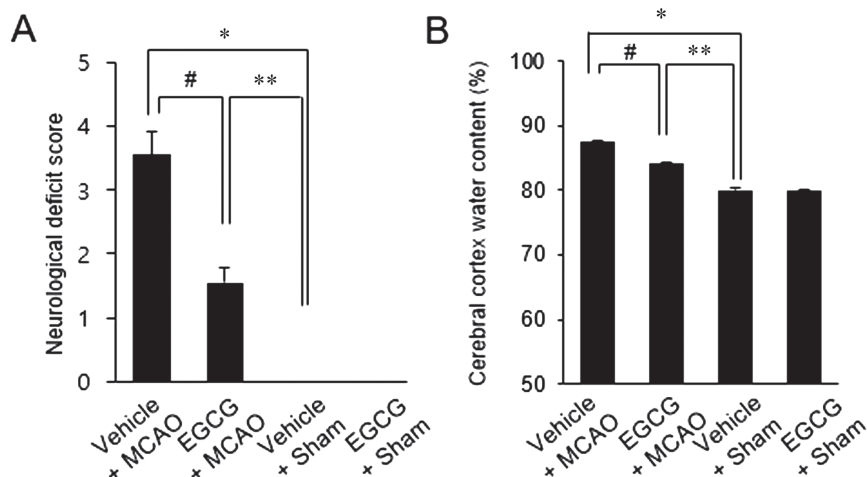 A
Neurological deficit score
5
4
3
2
1
0
*
#
**
Vehicle
+ MCAO
EGCG
+ MCAO
Vehicle
+ Sham
EGCG
+ Sham
B
Cerebral cortex water content (%)
100
90
80
70
60
50
*
#
**
Vehicle
+ MCAO
EGCG
+ MCAO
Vehicle
+ Sham
EGCG
+ Sham